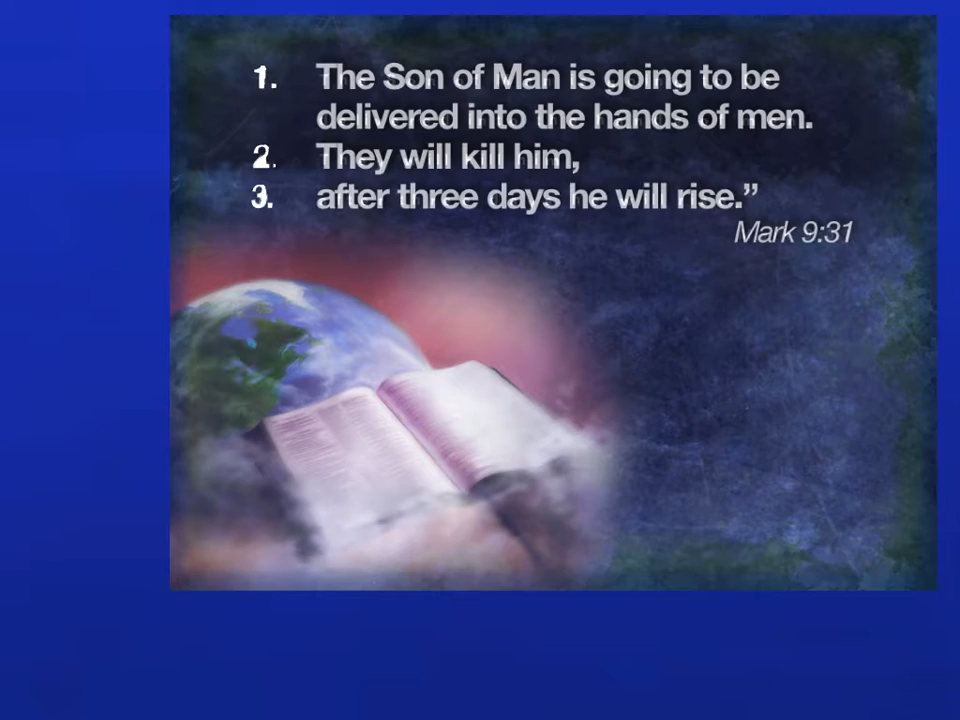 1. The Son of Man is going to be
delivered into the hands of men.
2. They will kill him,
3. after three days he will rise.”
Mark 9:31